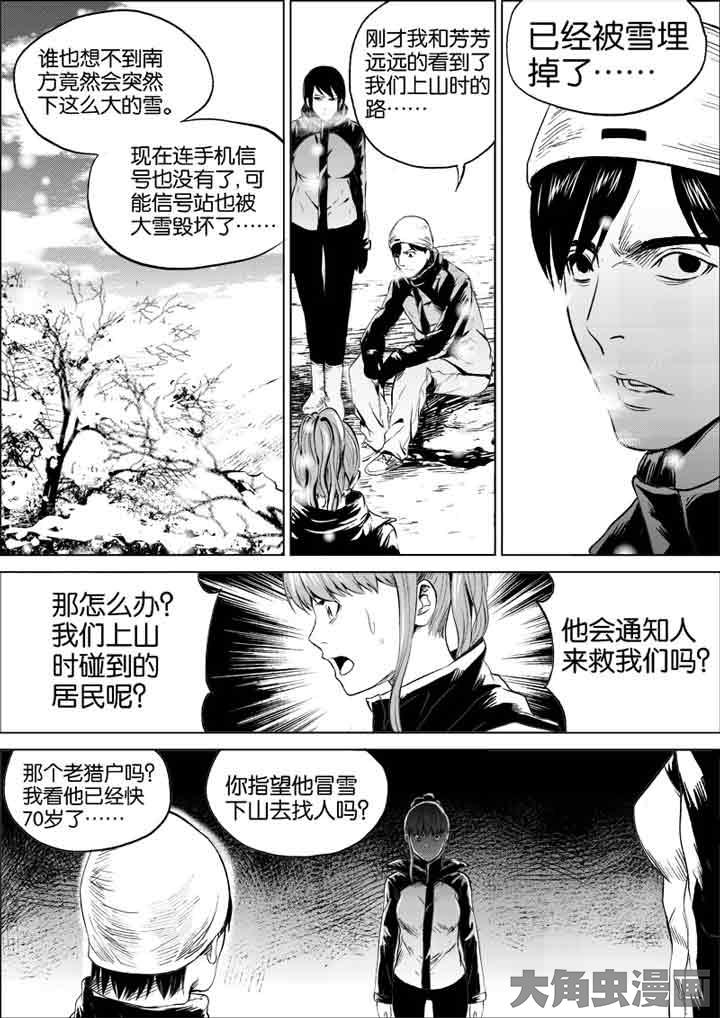 谁也想不到南
方竟然会突然
下这么大的雪。
现在连手机信
号也没有了,可
能信号站也被
大雪毁坏了……
刚才我和芳芳
远远的看到了
我们上山时的
路……
已经被雪埋
掉了……
那怎么办?
我们上山
时碰到的
居民呢?
他会通知人
来救我们吗?
那个老猎户吗?
我看他已经快
70岁了……
你指望他冒雪
下山去找人吗?
大角虫漫画